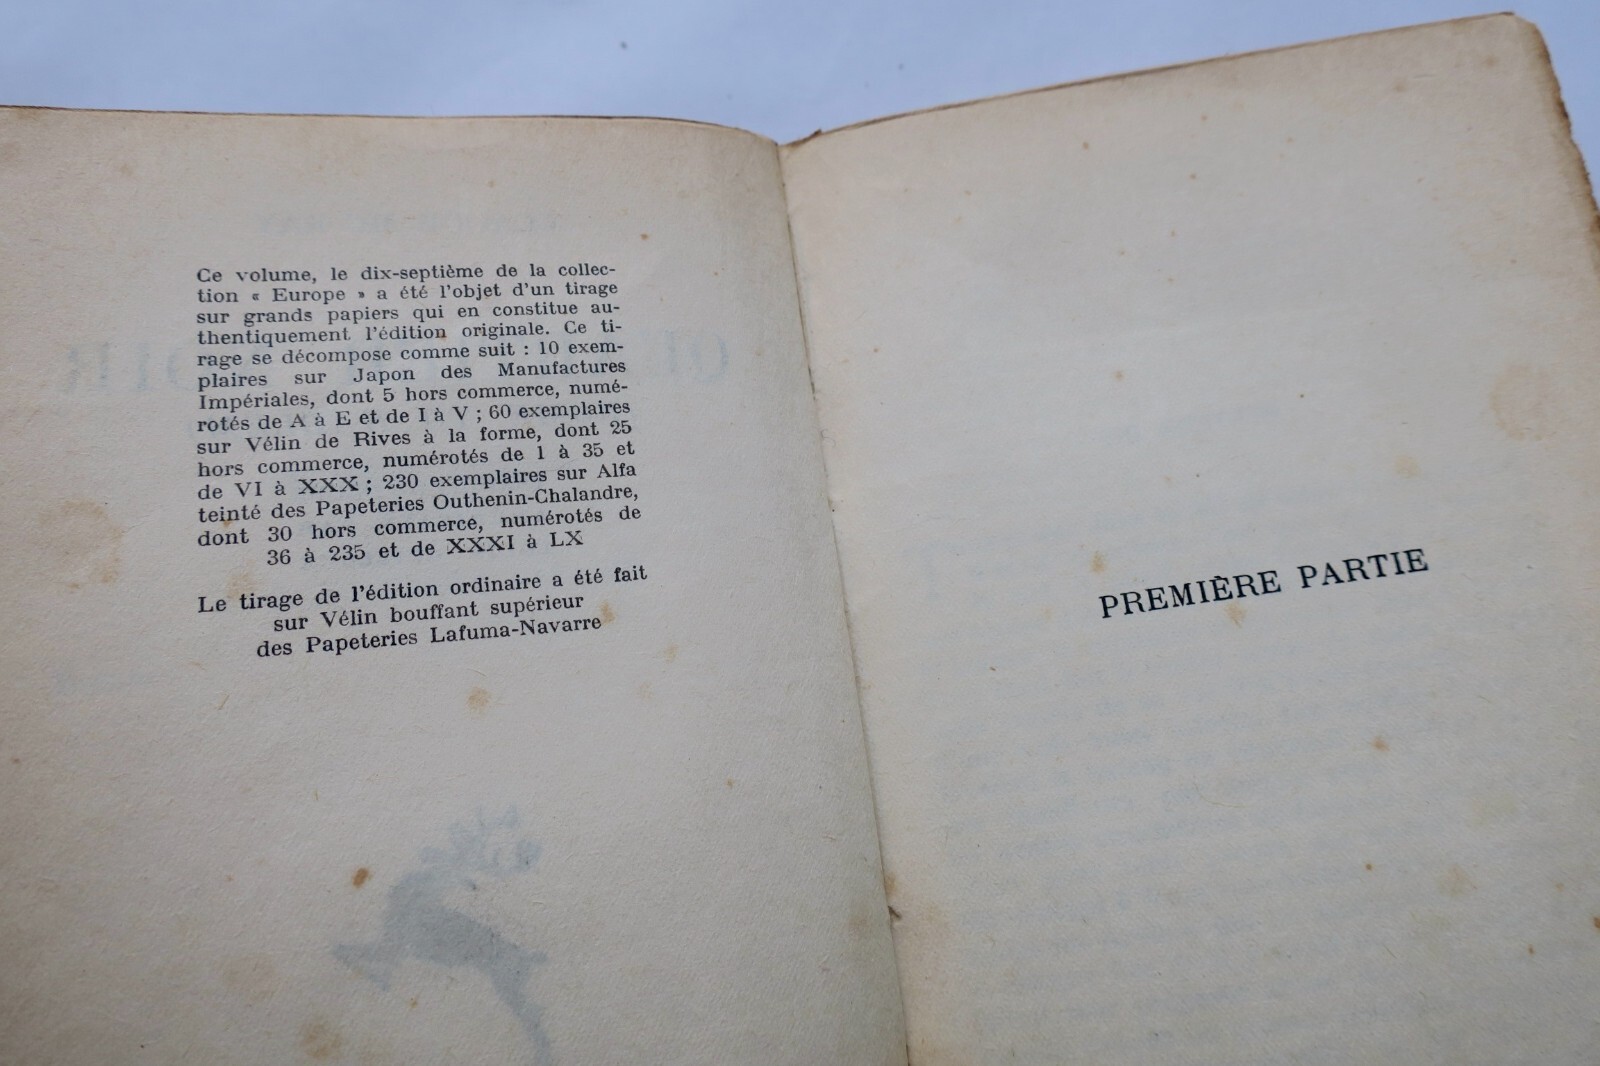 Ce volume, le dix-septième de la collec-
tion « Europe » a été l'objet d'un tirage
sur grands papiers qui en constitue au-
thentiquement l'édition originale. Ce ti-
rage se décompose comme suit : 10 exem-
plaires sur Japon des Manufactures
Impériales, dont 5 hors commerce, numé-
rotés de A à E et de I à V ; 60 exemplaires
sur Vélin de Rives à la forme, dont 25
hors commerce, numérotés de 1 à 35 et
de VI à XXX ; 230 exemplaires sur Alfa
teinté des Papeteries Outhenin-Chalandre,
dont 30 hors commerce, numérotés de
36 à 235 et de XXXI à LX
Le tirage de l'édition ordinaire a été fait
sur Vélin bouffant supérieur
des Papeteries Lafuma-Navarre
PREMIÈRE PARTIE